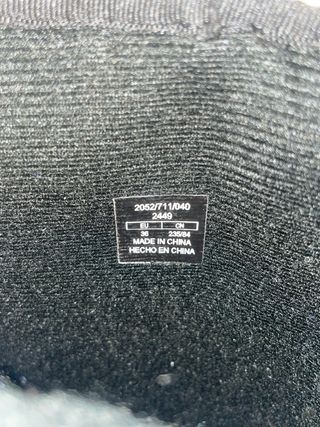 2052/711/040
2449
EU CN
36 235/84
MADE IN CHINA
HECHO EN CHINA